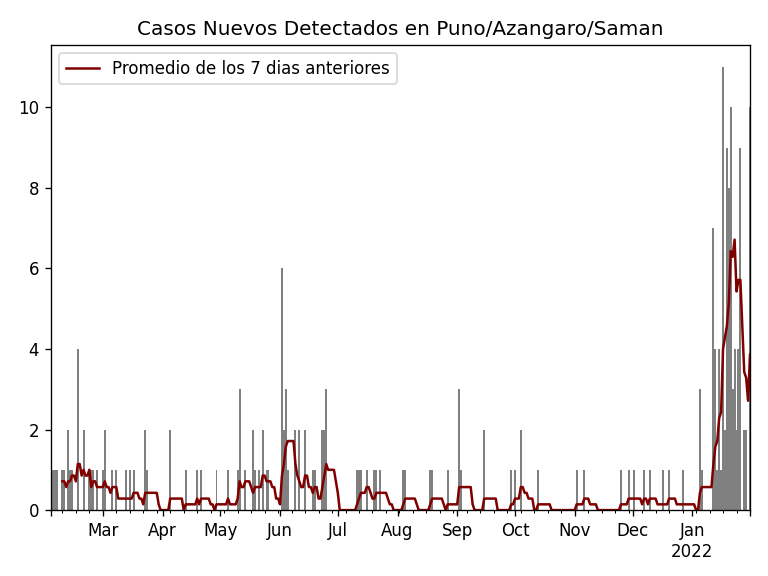 Casos Nuevos Detectados en Puno/Azangaro/Saman
Promedio de los 7 dias anteriores
10
8
6
4
2
0
Mar Apr May Jun Jul Aug Sep Oct Nov Dec Jan
2022